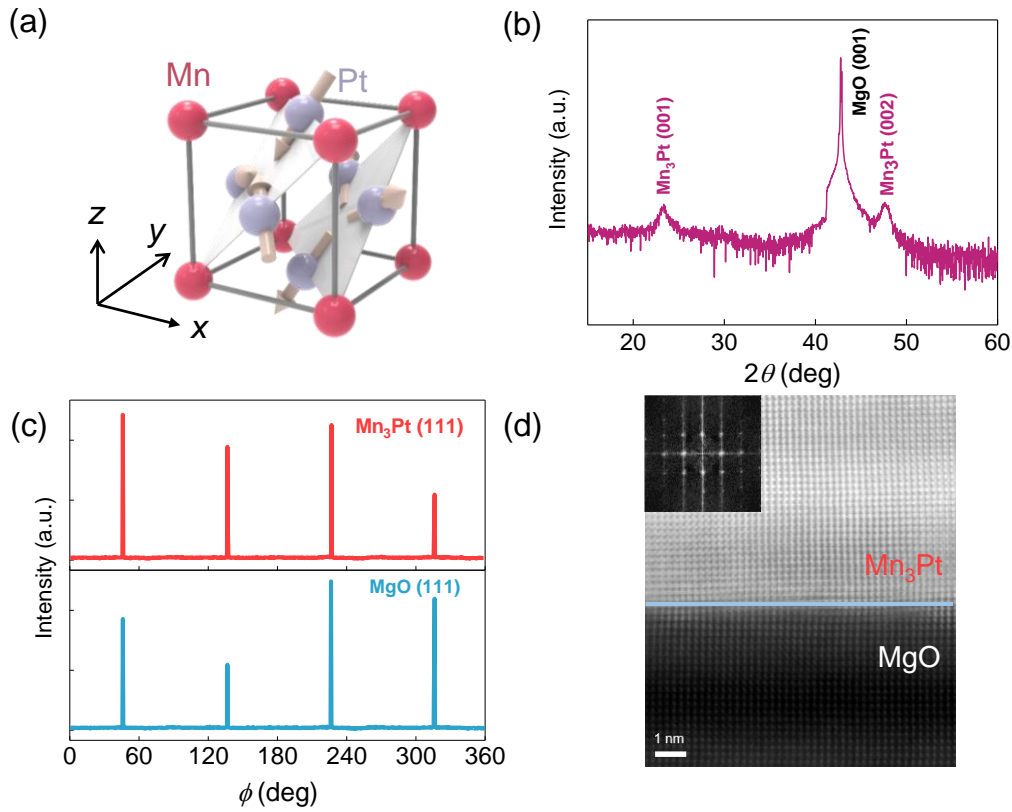 (a)
Mn
Pt
z
y
x
(b)
Intensity (a.u.)
Mn₃Pt (001)
MgO (001)
Mn₃Pt (002)
20 30 40 50 60
2θ (deg)
(c)
Intensity (a.u.)
Mn₃Pt (111)
MgO (111)
0 60 120 180 240 300 360
ϕ (deg)
(d)
Mn₃Pt
MgO
1 nm